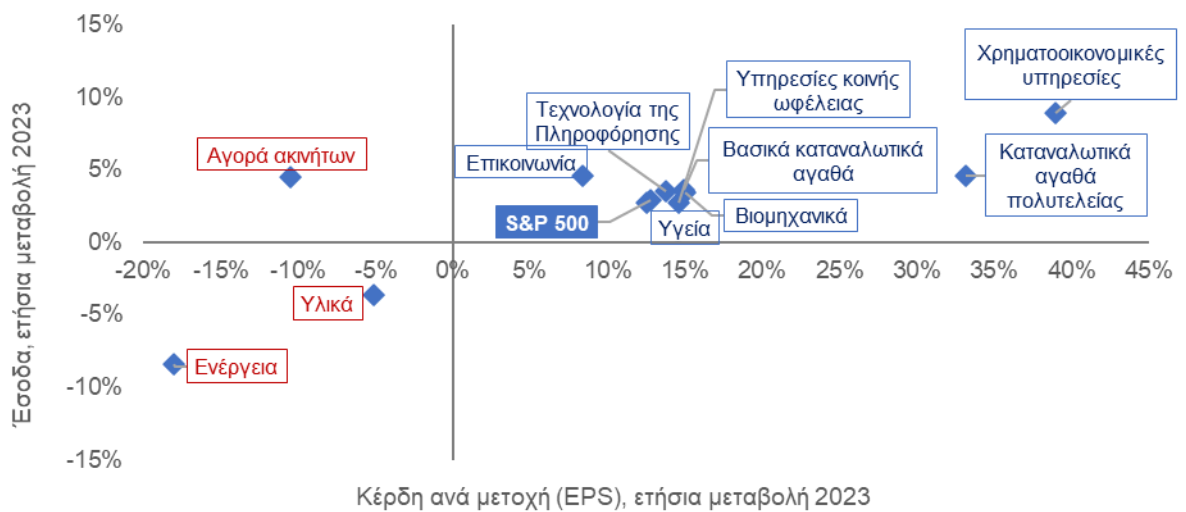 15%
10%
5%
0%
-5%
-10%
-15%
Έσοδα, ετήσια μεταβολή 2023
Χρηματοοικονομικές
υπηρεσίες
Υπηρεσίες κοινής
ωφέλειας
Τεχνολογία της
Πληροφόρησης
Αγορά ακινήτων
Επικοινωνία
Βασικά καταναλωτικά
αγαθά
Καταναλωτικά
αγαθά
πολυτελείας
S&P 500
Υγεία
Βιομηχανικά
-20% -15% -10% -5% 0% 5% 10% 15% 20% 25% 30% 35% 40% 45%
Υλικά
Ενέργεια
Κέρδη ανά μετοχή (EPS), ετήσια μεταβολή 2023